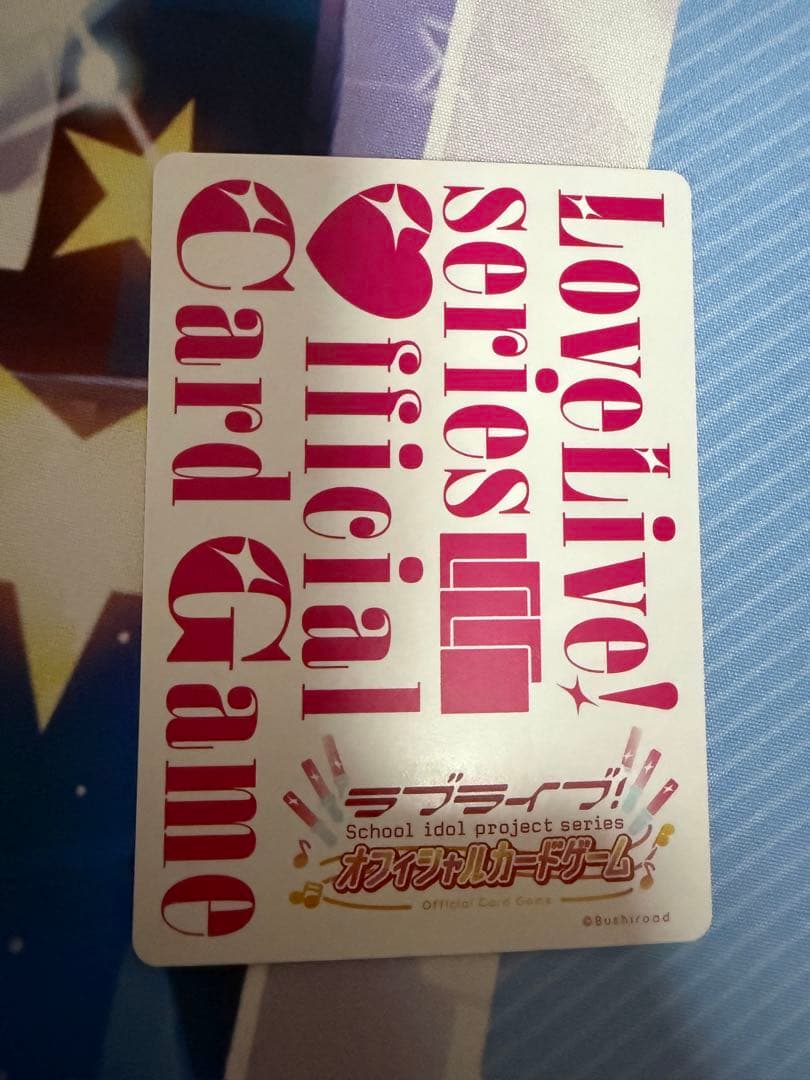 LoveLive!
series
♥fficial
Card Game
ラブライブ!
School idol project series
オフィシャルカードゲーム
Official Card Game
©Bushiroad